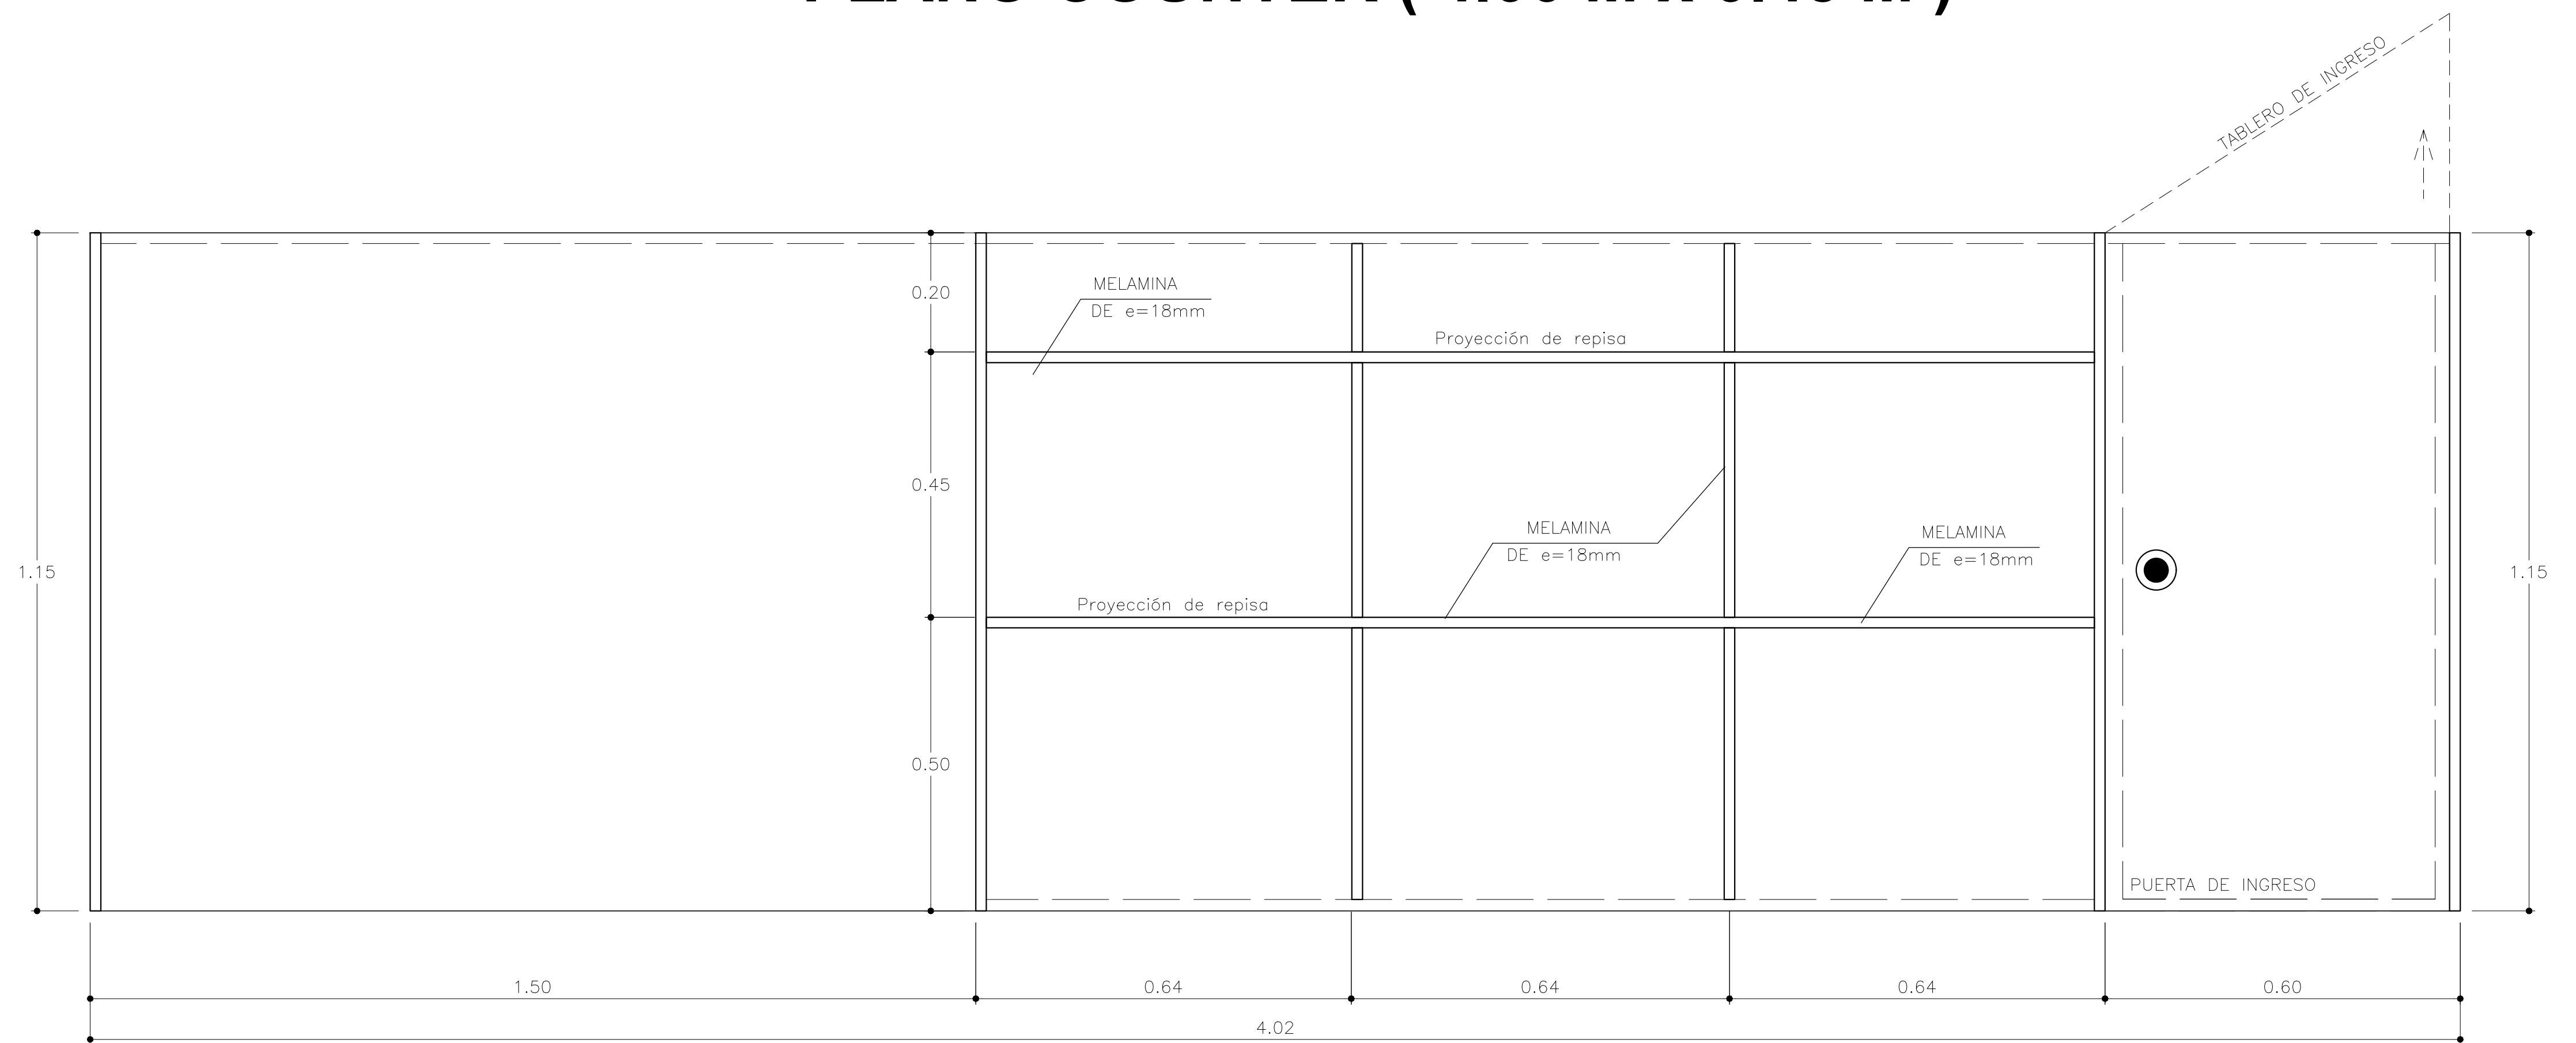 TABLERO DE INGRESO
MELAMINA
DE e=18mm
0.20
Proyección de repisa
0.45
MELAMINA
DE e=18mm
MELAMINA
DE e=18mm
1.15
1.15
Proyección de repisa
0.50
PUERTA DE INGRESO
1.50
0.64
0.64
0.64
0.60
4.02